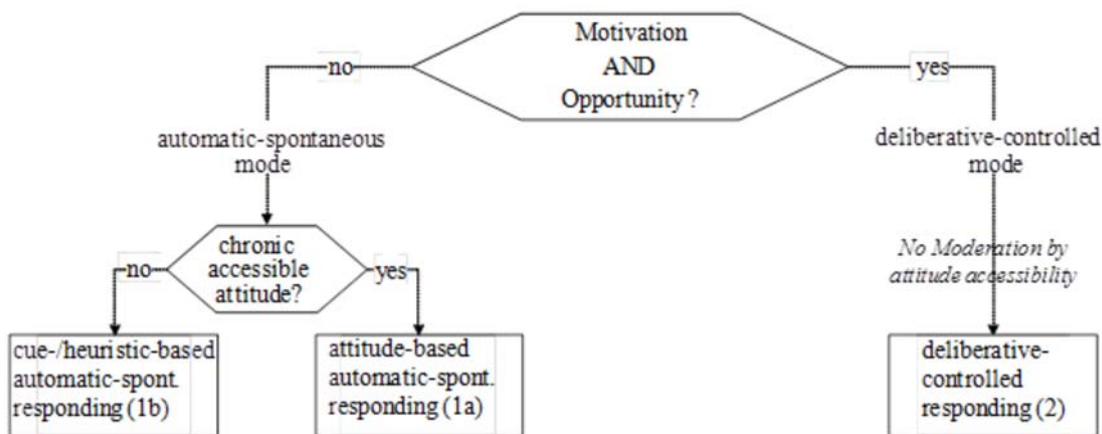 Motivation
AND
Opportunity?
no
yes
automatic-spontaneous
mode
deliberative-controlled
mode
chronic
accessible
attitude?
no
yes
No Moderation by
attitude accessibility
cue-/heuristic-based
automatic-spont.
responding (1b)
attitude-based
automatic-spont.
responding (1a)
deliberative-
controlled
responding (2)